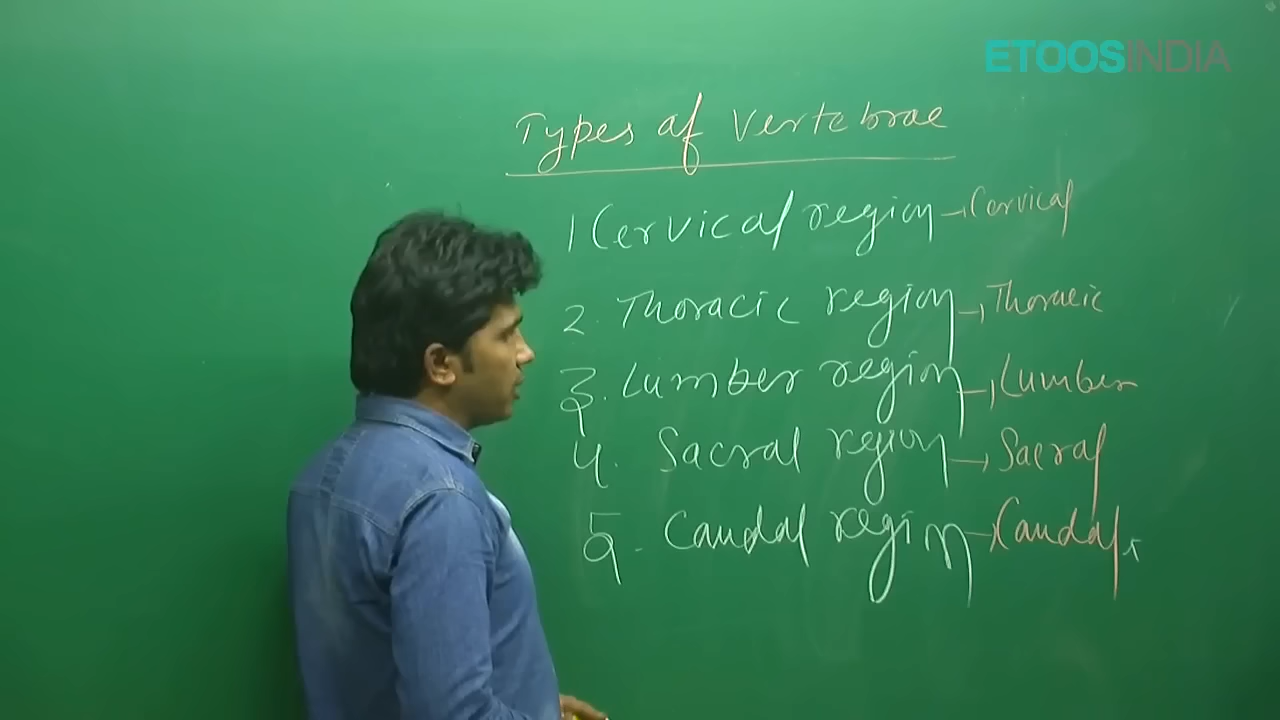 ETOOSINDIA
Types of Vertebrae
1 Cervical region → Cervical
2. Thoracic region → Thoracic
3. Lumber region → Lumber
4. Sacral region → Sacral
5. Caudal region → Caudal